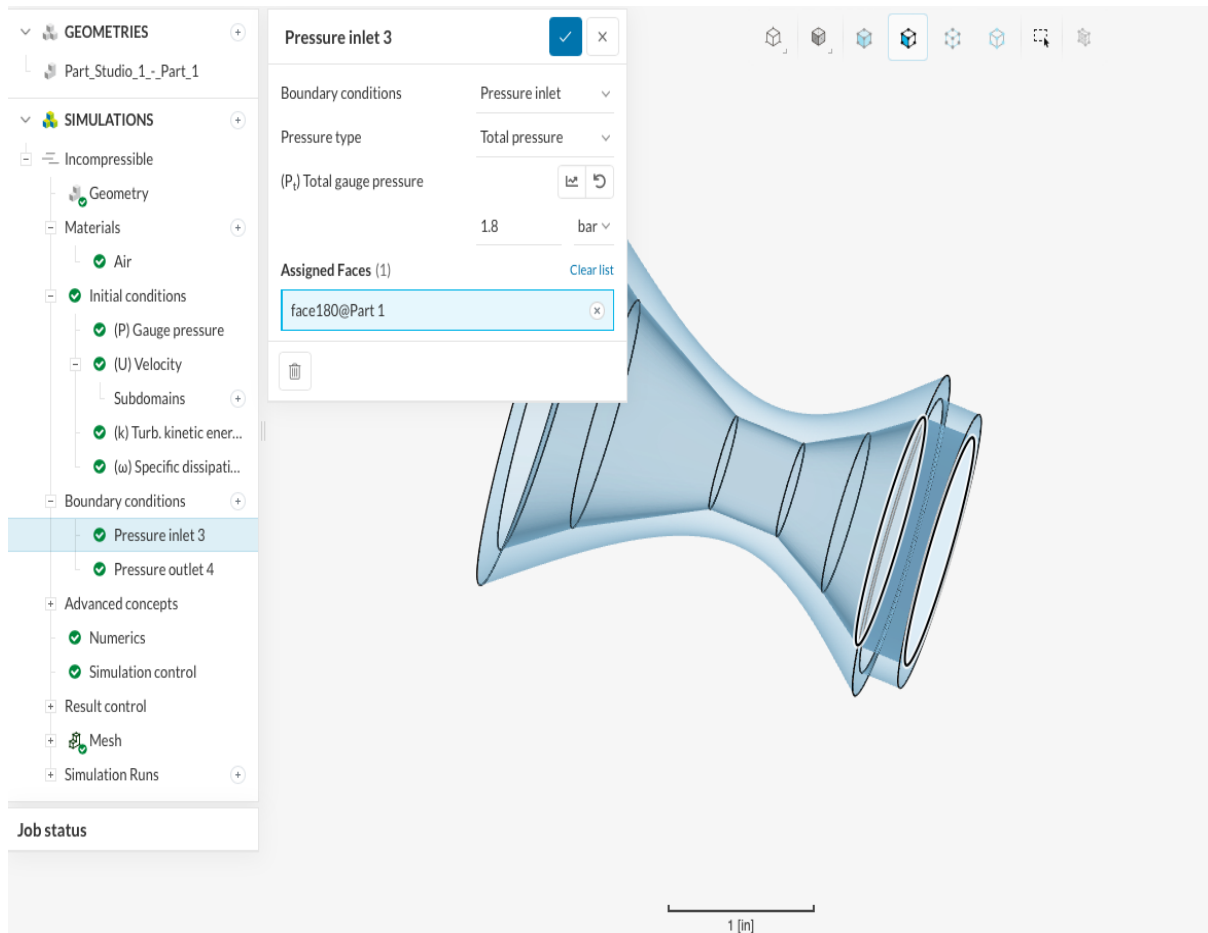 GEOMETRIES
Part_Studio_1_-_Part_1
SIMULATIONS
Incompressible
Geometry
Materials
Air
Initial conditions
(P) Gauge pressure
(U) Velocity
Subdomains
(k) Turb. kinetic ener...
(ω) Specific dissipati...
Boundary conditions
Pressure inlet 3
Pressure outlet 4
Advanced concepts
Numerics
Simulation control
Result control
Mesh
Simulation Runs
Job status
Pressure inlet 3
Boundary conditions Pressure inlet
Pressure type Total pressure
(Pt) Total gauge pressure
1.8 bar
Assigned Faces (1) Clear list
face180@Part 1
1 [in]